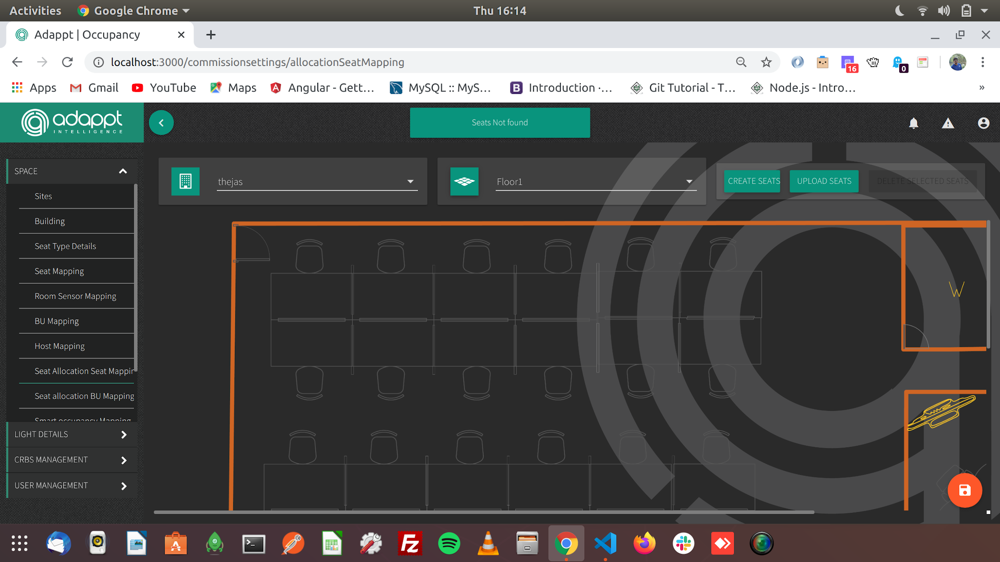 Activities
Google Chrome
Thu 16:14
Adappt | Occupancy
localhost:3000/commissionsettings/allocationSeatMapping
16
0
Apps
Gmail
YouTube
Maps
Angular - Gett...
MySQL :: MyS...
B
Introduction ·...
Git Tutorial - T...
Node.js - Intro...
»
adappt
INTELLIGENCE
Seats Not found
SPACE
Sites
Building
Seat Type Details
Seat Mapping
Room Sensor Mapping
BU Mapping
Host Mapping
Seat Allocation Seat Mappin
Seat allocation BU Mapping
Smart occupancy Mapping
LIGHT DETAILS
CRBS MANAGEMENT
USER MANAGEMENT
thejas
Floor1
CREATE SEATS
UPLOAD SEATS
DELETE SELECTED SEATS
W
Fz